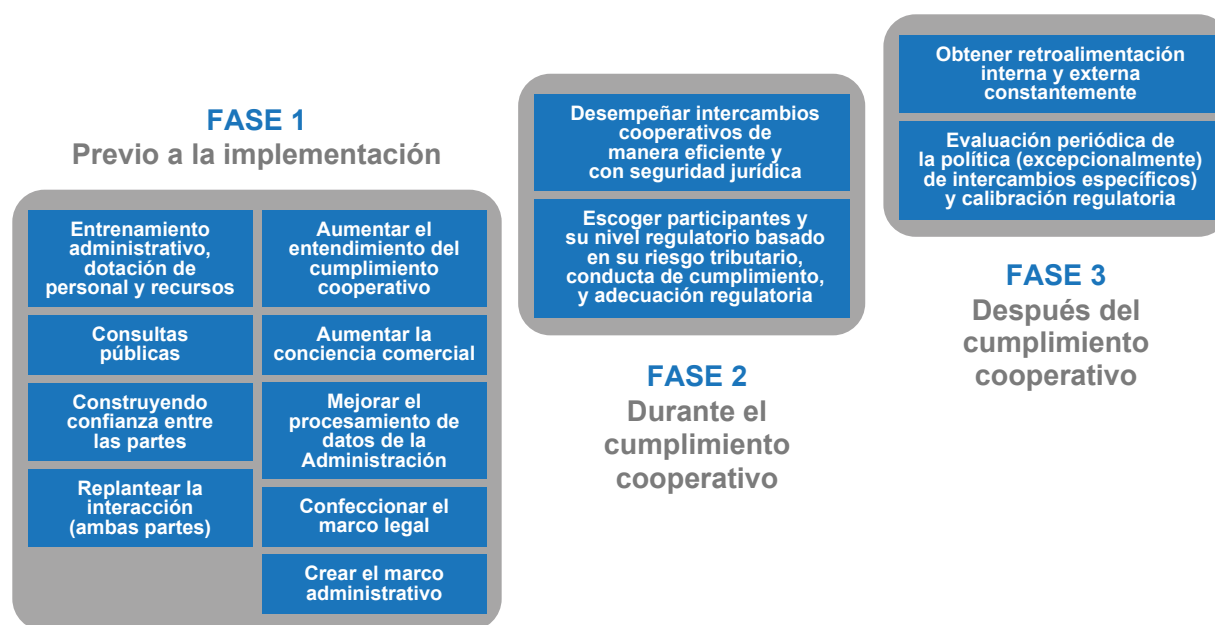 FASE 1
Previo a la implementación
Entrenamiento
administrativo,
dotación de
personal y recursos
Consultas
públicas
Construyendo
confianza entre
las partes
Replantear la
interacción
(ambas partes)
Aumentar el
entendimiento del
cumplimiento
cooperativo
Aumentar la
conciencia comercial
Mejorar el
procesamiento de
datos de la
Administración
Confeccionar el
marco legal
Crear el marco
administrativo
Desempeñar intercambios
cooperativos de
manera eficiente y
con seguridad jurídica
Escoger participantes y
su nivel regulatorio basado
en su riesgo tributario,
conducta de cumplimiento,
y adecuación regulatoria
FASE 2
Durante el
cumplimiento
cooperativo
Obtener retroalimentación
interna y externa
constantemente
Evaluación periódica de
la política (excepcionalmente)
de intercambios específicos)
y calibración regulatoria
FASE 3
Después del
cumplimiento
cooperativo